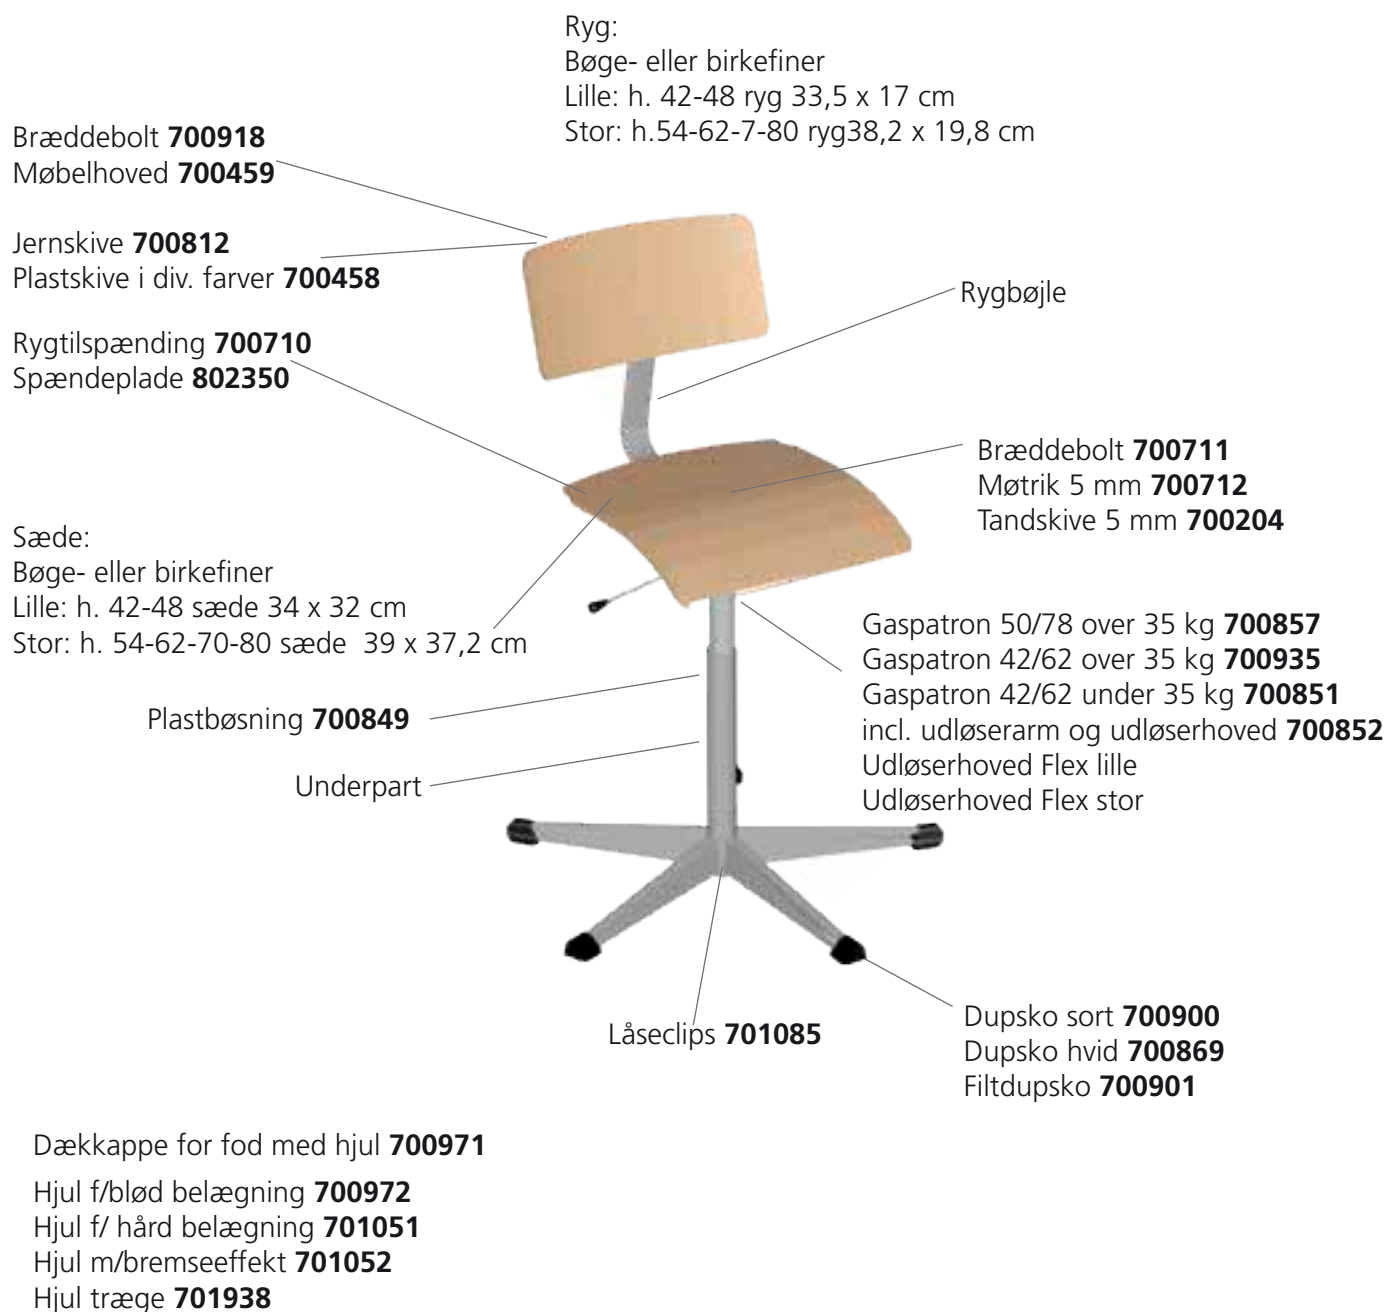 Ryg:
Bøge- eller birkefiner
Lille: h. 42-48 ryg 33,5 x 17 cm
Stor: h.54-62-7-80 ryg38,2 x 19,8 cm
Bræddebolt 700918
Møbelhoved 700459
Jernskive 700812
Plastskive i div. farver 700458
Rygtilspænding 700710
Spændeplade 802350
Rygbøjle
Bræddebolt 700711
Møtrik 5 mm 700712
Tandskive 5 mm 700204
Sæde:
Bøge- eller birkefiner
Lille: h. 42-48 sæde 34 x 32 cm
Stor: h. 54-62-70-80 sæde 39 x 37,2 cm
Gaspatron 50/78 over 35 kg 700857
Gaspatron 42/62 over 35 kg 700935
Gaspatron 42/62 under 35 kg 700851
incl. udløserarm og udløserhoved 700852
Udløserhoved Flex lille
Udløserhoved Flex stor
Plastbøsning 700849
Underpart
Låseclips 701085
Dupsko sort 700900
Dupsko hvid 700869
Filtdupsko 700901
Dækkappe for fod med hjul 700971
Hjul f/blød belægning 700972
Hjul f/ hård belægning 701051
Hjul m/bremseeffekt 701052
Hjul træge 701938